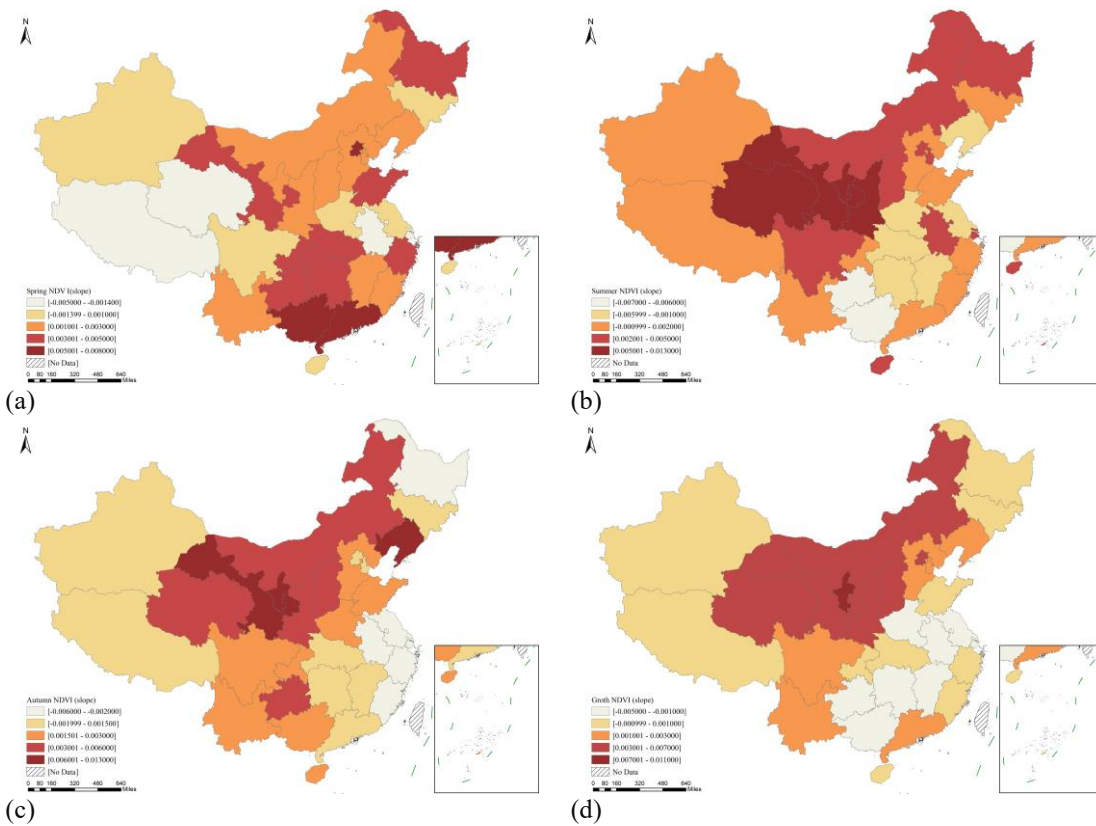 N
Spring NDV I(slope)
[-0.005000 - -0.001400]
[-0.001399 - 0.001000]
[0.001001 - 0.003000]
[0.003001 - 0.005000]
[0.005001 - 0.008000]
[No Data]
0 80 160 320 480 640
Miles
(a)
N
Summer NDVI (slope)
[-0.007000 - -0.006000]
[-0.005999 - -0.001000]
[-0.000999 - 0.002000]
[0.002001 - 0.005000]
[0.005001 - 0.013000]
[No Data]
0 80 160 320 480 640
Miles
(b)
N
Autumn NDVI (slope)
[-0.006000 - -0.002000]
[-0.001999 - 0.001500]
[0.001501 - 0.003000]
[0.003001 - 0.006000]
[0.006001 - 0.013000]
[No Data]
0 80 160 320 480 640
Miles
(c)
N
Groth NDVI (slope)
[-0.005000 - -0.001000]
[-0.000999 - 0.001000]
[0.001001 - 0.003000]
[0.003001 - 0.007000]
[0.007001 - 0.011000]
No Data
0 80 160 320 480 640
Miles
(d)